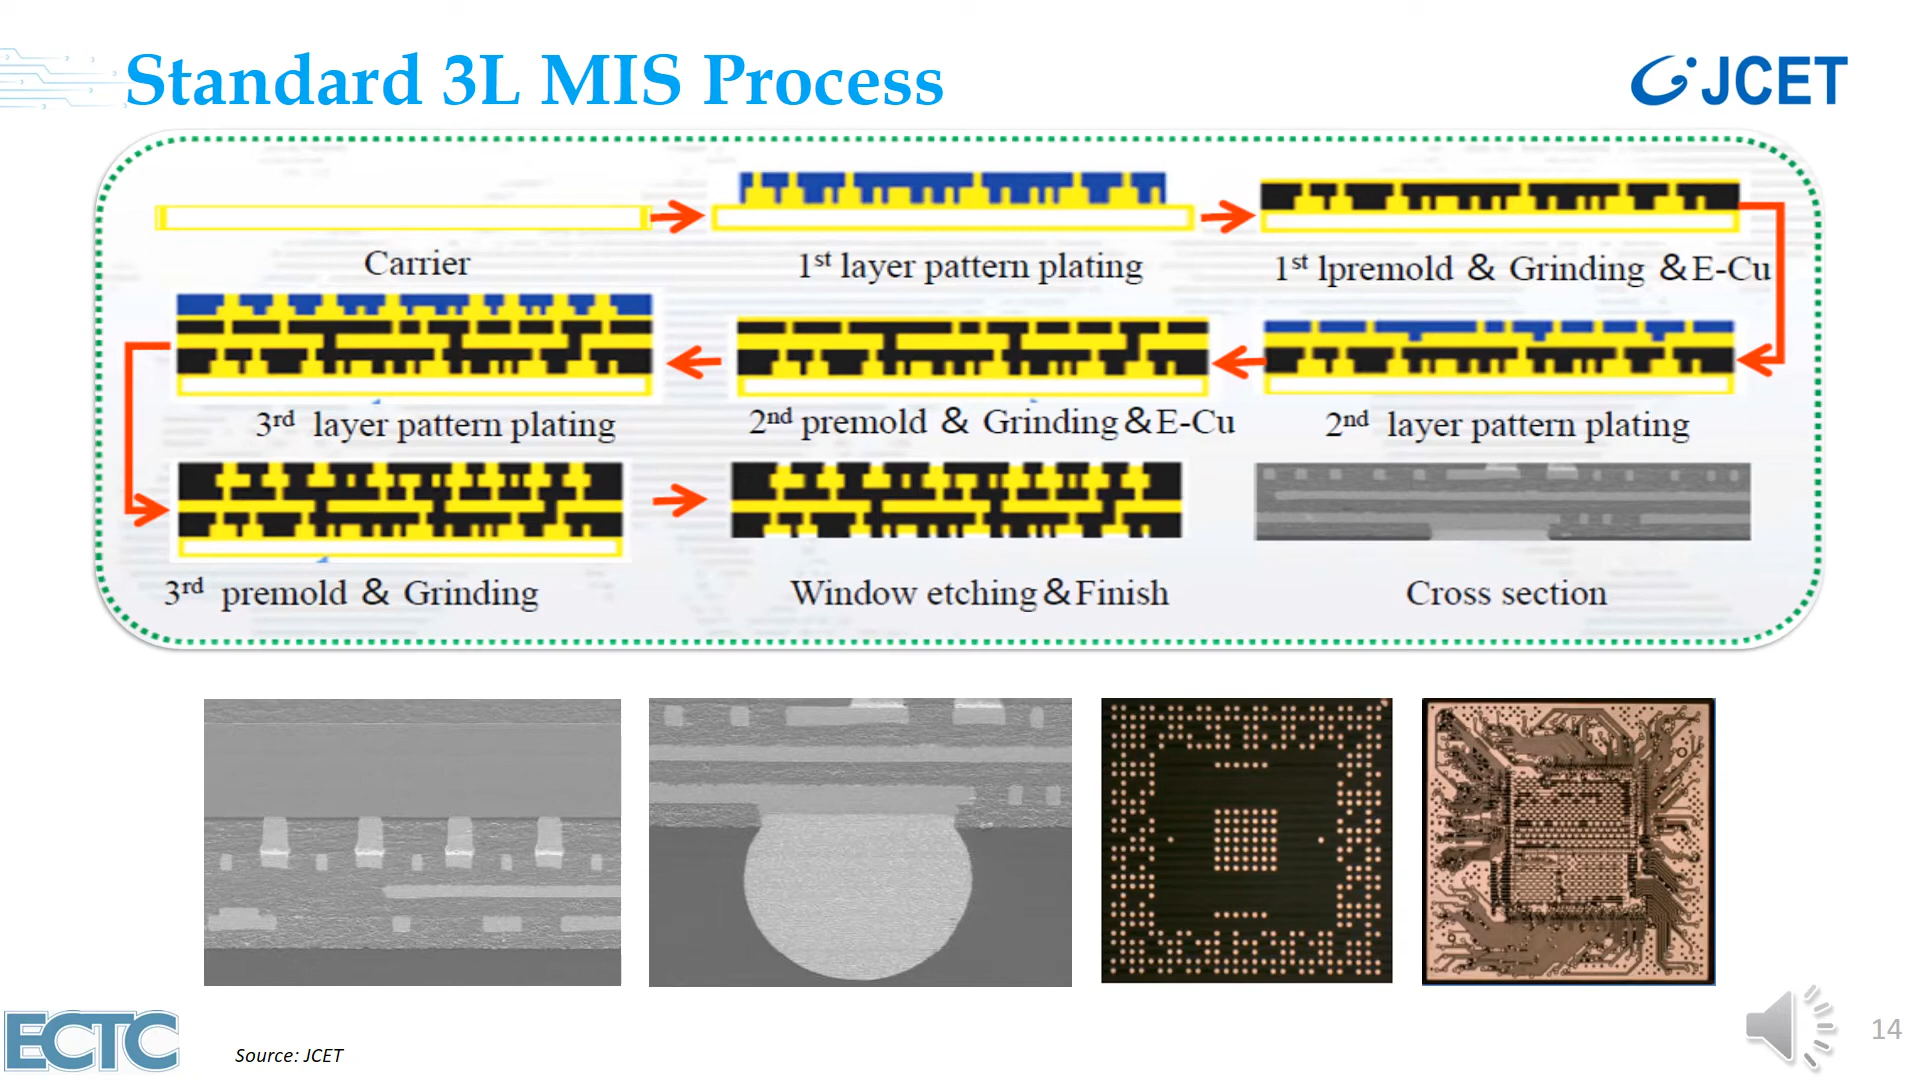 Standard 3L MIS Process
JCET
Carrier
1st layer pattern plating
1st lpremold & Grinding &E-Cu
3rd layer pattern plating
2nd premold & Grinding&E-Cu
2nd layer pattern plating
3rd premold & Grinding
Window etching&Finish
Cross section
ECTC
Source: JCET
14